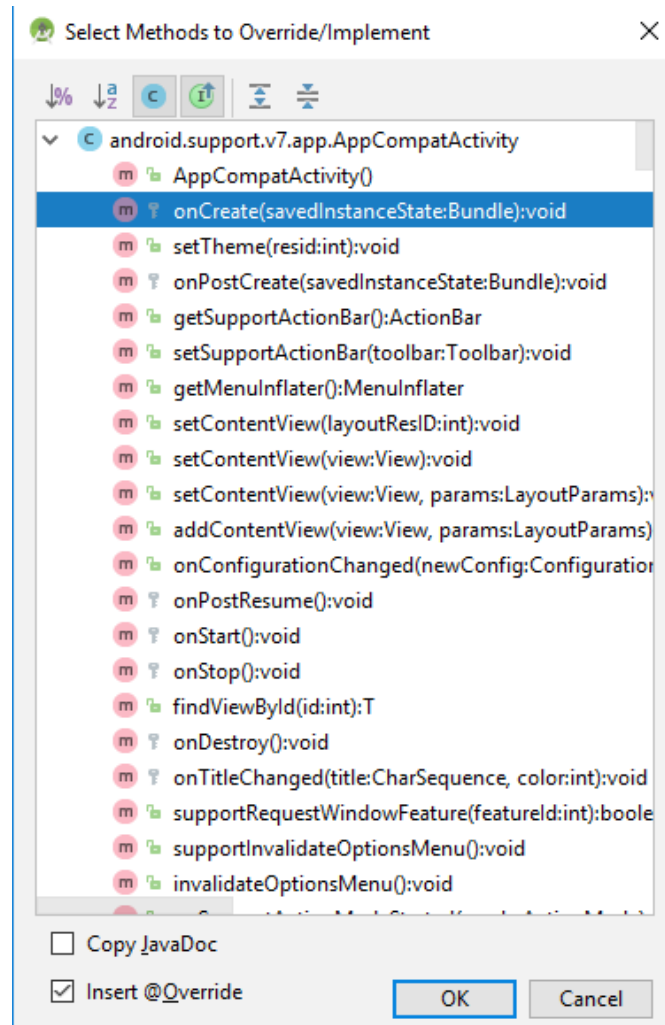 Select Methods to Override/Implement
android.support.v7.app.AppCompatActivity
AppCompatActivity()
onCreate(savedInstanceState:Bundle):void
setTheme(resid:int):void
onPostCreate(savedInstanceState:Bundle):void
getSupportActionBar():ActionBar
setSupportActionBar(toolbar:Toolbar):void
getMenuInflater():MenuInflater
setContentView(layoutResID:int):void
setContentView(view:View):void
setContentView(view:View, params:LayoutParams):
addContentView(view:View, params:LayoutParams)
onConfigurationChanged(newConfig:Configuration
onPostResume():void
onStart():void
onStop():void
findViewById(id:int):T
onDestroy():void
onTitleChanged(title:CharSequence, color:int):void
supportRequestWindowFeature(featureId:int):boole
supportInvalidateOptionsMenu():void
invalidateOptionsMenu():void
Copy JavaDoc
Insert @Override
OK Cancel